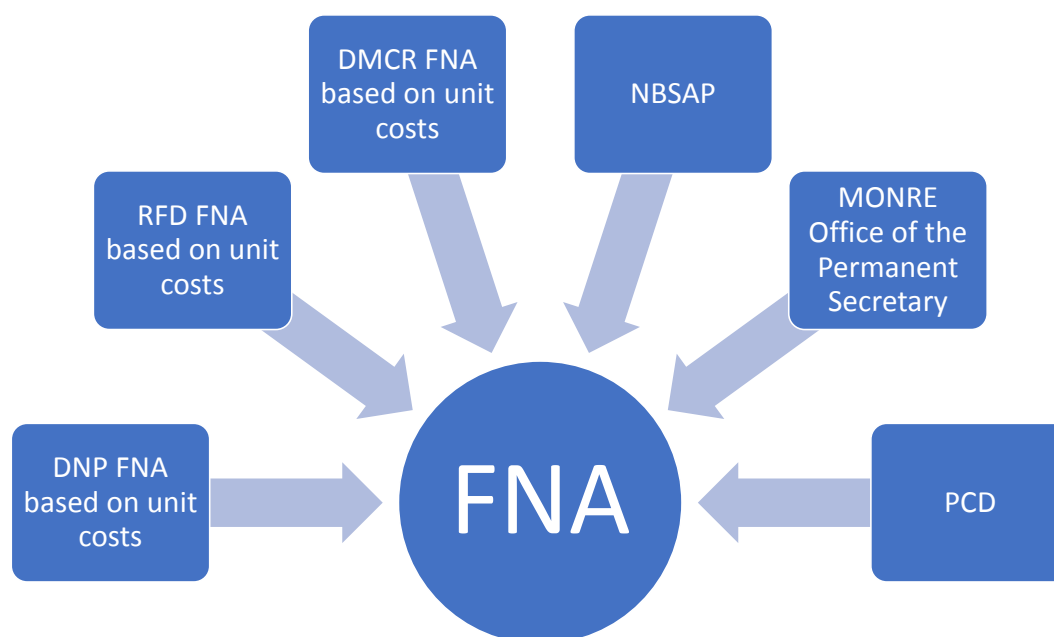 DMCR FNA
based on unit
costs
NBSAP
RFD FNA
based on unit
costs
MONRE
Office of the
Permanent
Secretary
DNP FNA
based on unit
costs
FNA
PCD